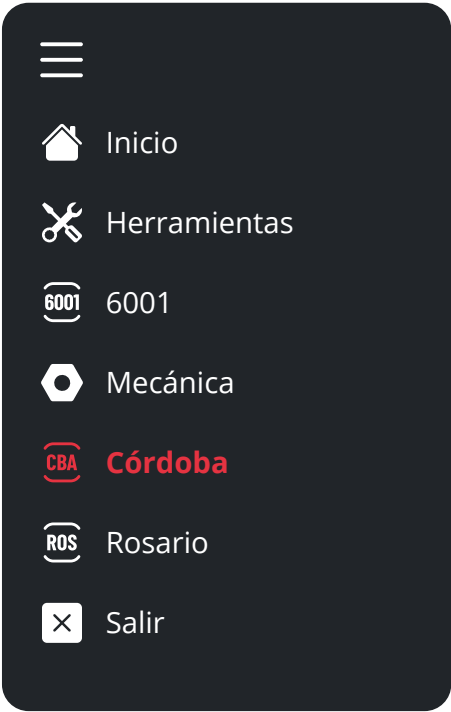 Inicio
Herramientas
6001 6001
Mecánica
CBA Córdoba
ROS Rosario
Salir